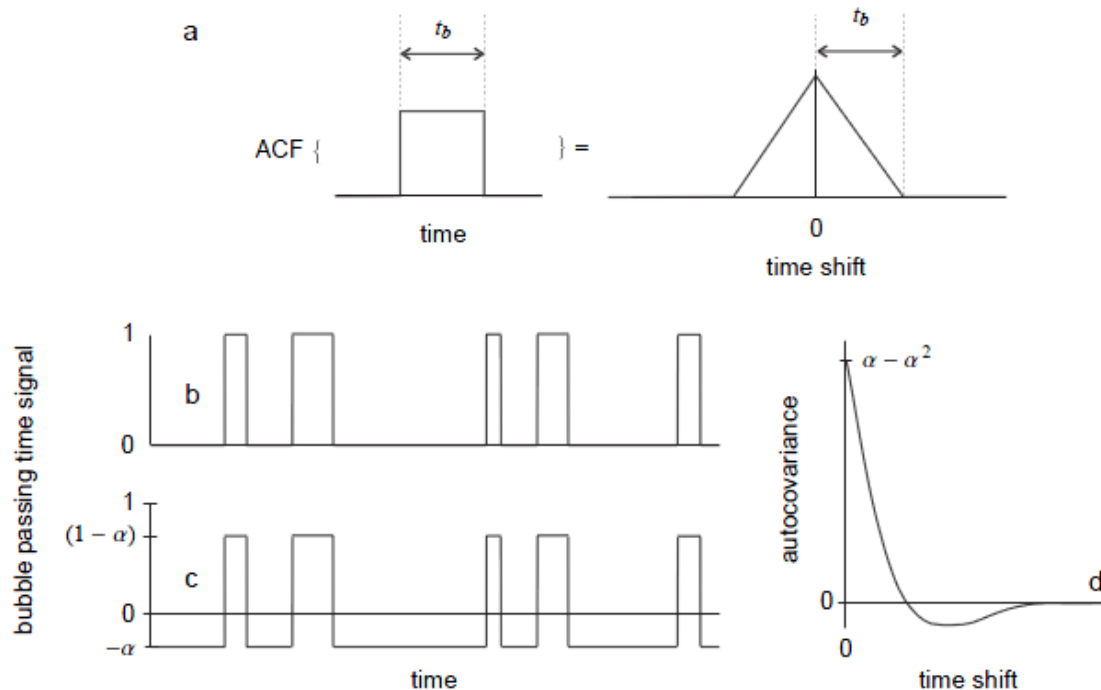 a
t_b
t_b
ACF { } =
time
0
time shift
bubble passing time signal
1
b
0
1
(1 − α)
c
0
−α
time
autocovariance
α − α²
0
d
0
time shift